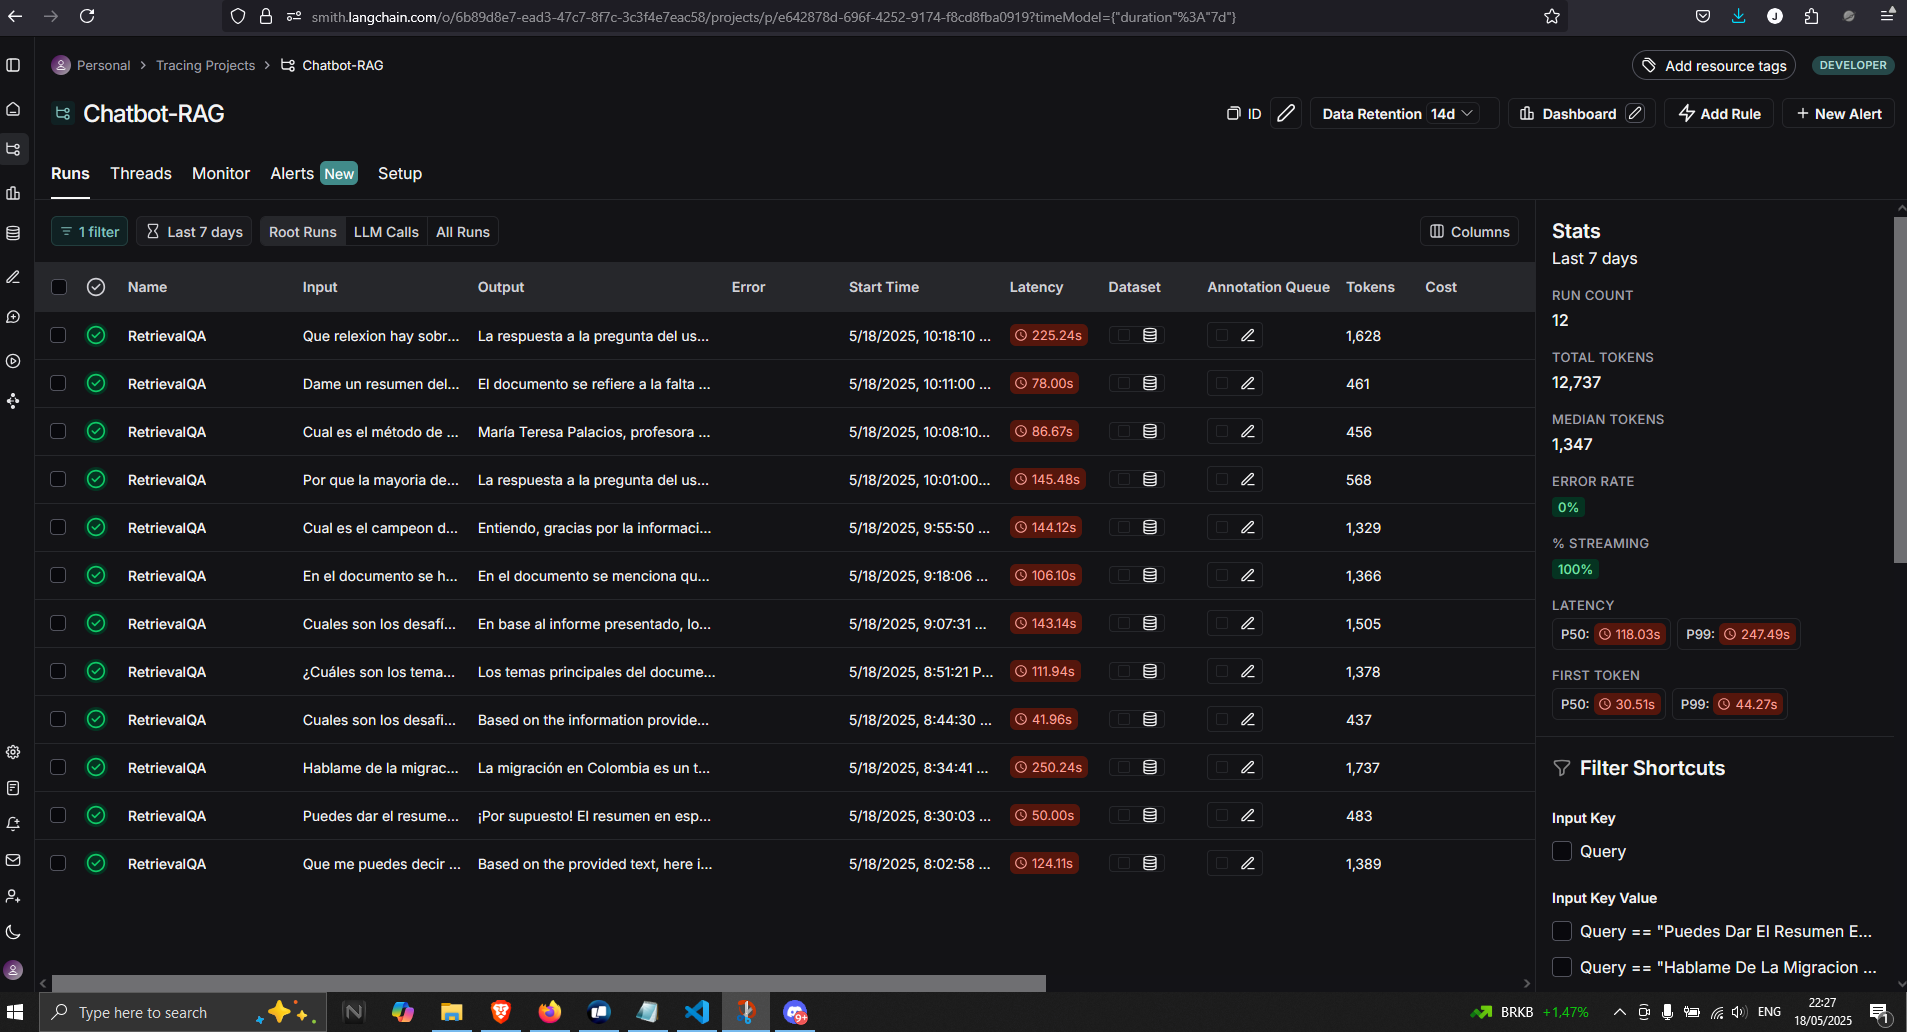 smith.langchain.com/o/6b89d8e7-ead3-47c7-8f7c-3c3f4e7eac58/projects/p/e642878d-696f-4252-9174-f8cd8fba0919?timeModel={"duration"%3A"7d"}
Personal > Tracing Projects > Chatbot-RAG
Add resource tags DEVELOPER
Chatbot-RAG
ID Data Retention 14d Dashboard Add Rule + New Alert
Runs Threads Monitor Alerts New Setup
1 filter Last 7 days Root Runs LLM Calls All Runs Columns
Name Input Output Error Start Time Latency Dataset Annotation Queue Tokens Cost
RetrievalQA Que relexion hay sobr... La respuesta a la pregunta del us... 5/18/2025, 10:18:10 ... 225.24s 1,628
RetrievalQA Dame un resumen del... El documento se refiere a la falta ... 5/18/2025, 10:11:00 ... 78.00s 461
RetrievalQA Cual es el método de ... María Teresa Palacios, profesora ... 5/18/2025, 10:08:10... 86.67s 456
RetrievalQA Por que la mayoria de... La respuesta a la pregunta del us... 5/18/2025, 10:01:00... 145.48s 568
RetrievalQA Cual es el campeon d... Entiendo, gracias por la informaci... 5/18/2025, 9:55:50 ... 144.12s 1,329
RetrievalQA En el documento se h... En el documento se menciona qu... 5/18/2025, 9:18:06 ... 106.10s 1,366
RetrievalQA Cuales son los desafí... En base al informe presentado, lo... 5/18/2025, 9:07:31 ... 143.14s 1,505
RetrievalQA ¿Cuáles son los tema... Los temas principales del docume... 5/18/2025, 8:51:21 P... 111.94s 1,378
RetrievalQA Cuales son los desafi... Based on the information provide... 5/18/2025, 8:44:30 ... 41.96s 437
RetrievalQA Hablame de la migrac... La migración en Colombia es un t... 5/18/2025, 8:34:41 ... 250.24s 1,737
RetrievalQA Puedes dar el resume... ¡Por supuesto! El resumen en esp... 5/18/2025, 8:30:03 ... 50.00s 483
RetrievalQA Que me puedes decir ... Based on the provided text, here i... 5/18/2025, 8:02:58 ... 124.11s 1,389
Stats
Last 7 days
RUN COUNT
12
TOTAL TOKENS
12,737
MEDIAN TOKENS
1,347
ERROR RATE
0%
% STREAMING
100%
LATENCY
P50: 118.03s P99: 247.49s
FIRST TOKEN
P50: 30.51s P99: 44.27s
Filter Shortcuts
Input Key
Query
Input Key Value
Query == "Puedes Dar El Resumen E...
Query == "Hablame De La Migracion ...
Type here to search
9+
BRKB +1,47%
ENG
22:27
18/05/2025
1